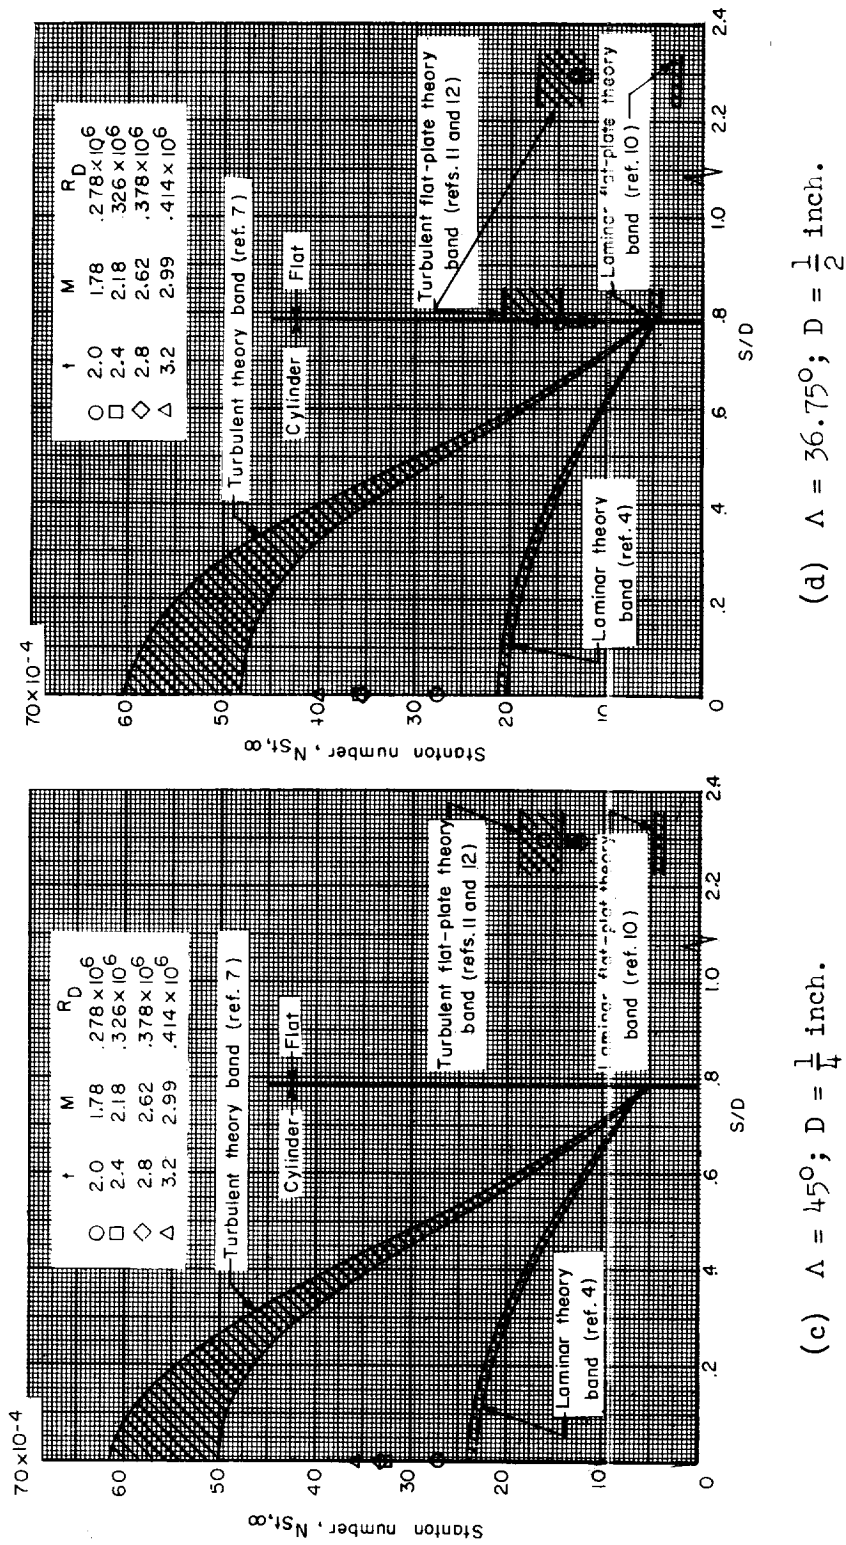 70×10-4
60
50
40
30
20
10
0
Stanton number, NSt,∞
t M RD
○ 2.0 1.78 .278×10⁶
□ 2.4 2.18 .326×10⁶
◇ 2.8 2.62 .378×10⁶
△ 3.2 2.99 .414×10⁶
Turbulent theory band (ref. 7)
Cylinder Flat
Turbulent flat-plate theory
band (refs. 11 and 12)
Laminar theory
band (ref. 4)
Laminar flat-plat theory
band (ref. 10)
.2
.4
.6
.8
1.0
2.2
2.4
S/D
(c) Λ = 45°; D = 1/4 inch.
70×10-4
60
50
40
30
20
10
0
Stanton number, NSt,∞
t M RD
○ 2.0 1.78 .278×10⁶
□ 2.4 2.18 .326×10⁶
◇ 2.8 2.62 .378×10⁶
△ 3.2 2.99 .414×10⁶
Turbulent theory band (ref. 7)
Cylinder Flat
Turbulent flat-plate theory
band (refs. 11 and 12)
Laminar theory
band (ref. 4)
Laminar flat-plate theory
band (ref. 10)
.2
.4
.6
.8
1.0
2.2
2.4
S/D
(d) Λ = 36.75°; D = 1/2 inch.